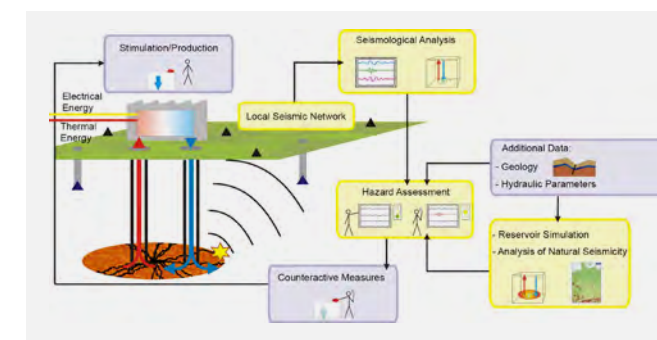 Stimulation/Production
Seismological Analysis
Electrical
Energy
Thermal
Energy
Local Seismic Network
Additional Data:
- Geology
- Hydraulic Parameters
Hazard Assessment
- Reservoir Simulation
- Analysis of Natural Seismicity
Counteractive Measures